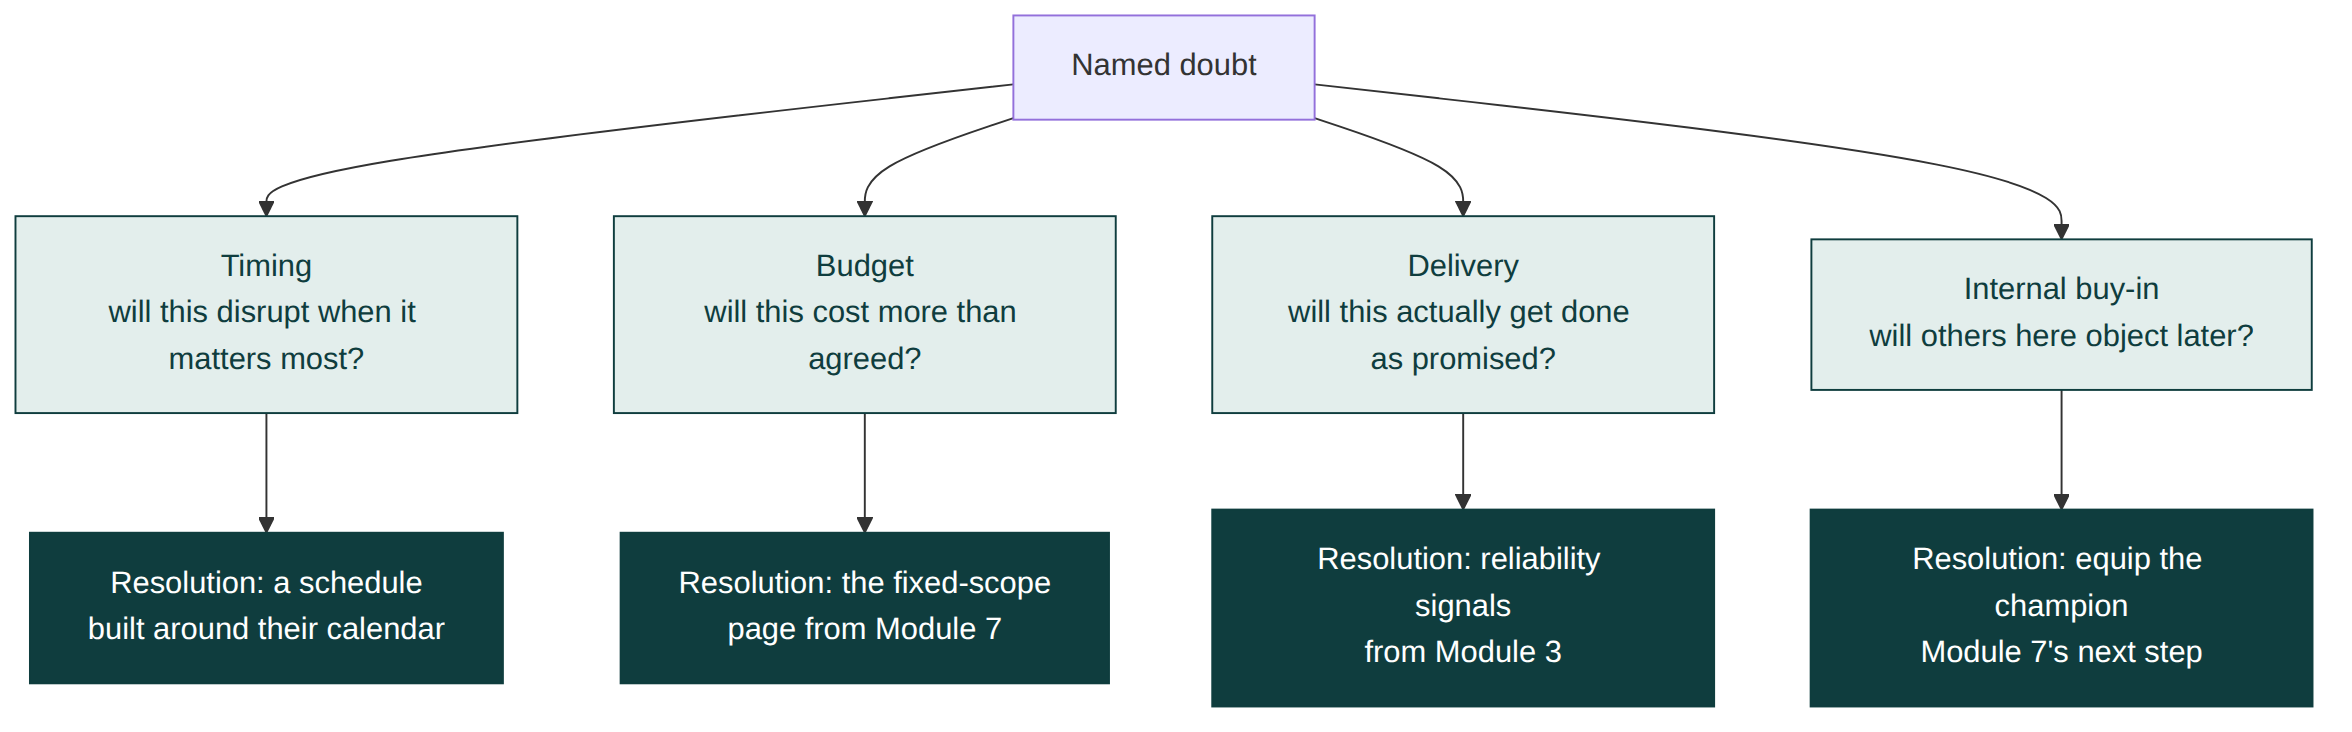 Named doubt
Timing
will this disrupt when it
matters most?
Budget
will this cost more than
agreed?
Delivery
will this actually get done
as promised?
Internal buy-in
will others here object later?
Resolution: a schedule
built around their calendar
Resolution: the fixed-scope
page from Module 7
Resolution: reliability
signals
from Module 3
Resolution: equip the
champion
Module 7's next step